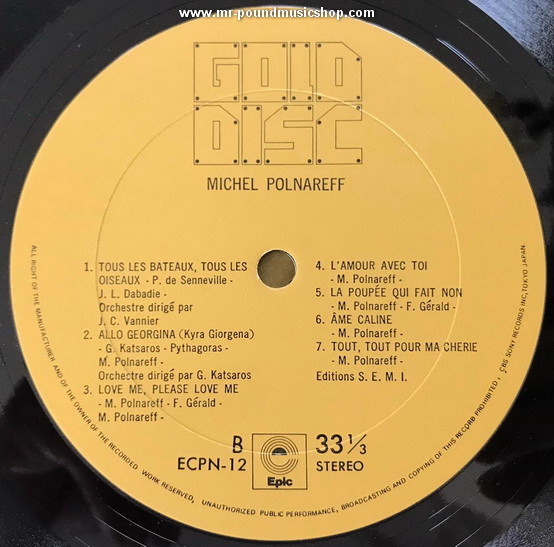 www.mr-poundmusicshop.com
GOLD
DISC
MICHEL POLNAREFF
1. TOUS LES BATEAUX, TOUS LES
OISEAUX - P. de Senneville -
J. L. Dabadie -
Orchestre dirigé par
J. C. Vannier
2. ALLO GEORGINA (Kyra Giorgena)
- G. Katsaros - Pythagoras -
M. Polnareff -
Orchestre dirigé par G. Katsaros
3. LOVE ME, PLEASE LOVE ME
- M. Polnareff - F. Gérald -
M. Polnareff -
4. L'AMOUR AVEC TOI
- M. Polnareff -
5. LA POUPÉE QUI FAIT NON
- M. Polnareff - F. Gérald -
6. ÂME CALINE
- M. Polnareff -
7. TOUT, TOUT POUR MA CHERIE
- M. Polnareff -
Editions S. E. M. I.
B
ECPN-12
Epic
33 1/3
STEREO
ALL RIGHT OF THE MANUFACTURER AND OF THE OWNER OF THE RECORDED WORK RESERVED, UNAUTHORIZED PUBLIC PERFORMANCE, BROADCASTING AND COPYING OF THIS RECORD PROHIBITED. CBS SONY RECORDS INC, TOKYO JAPAN.